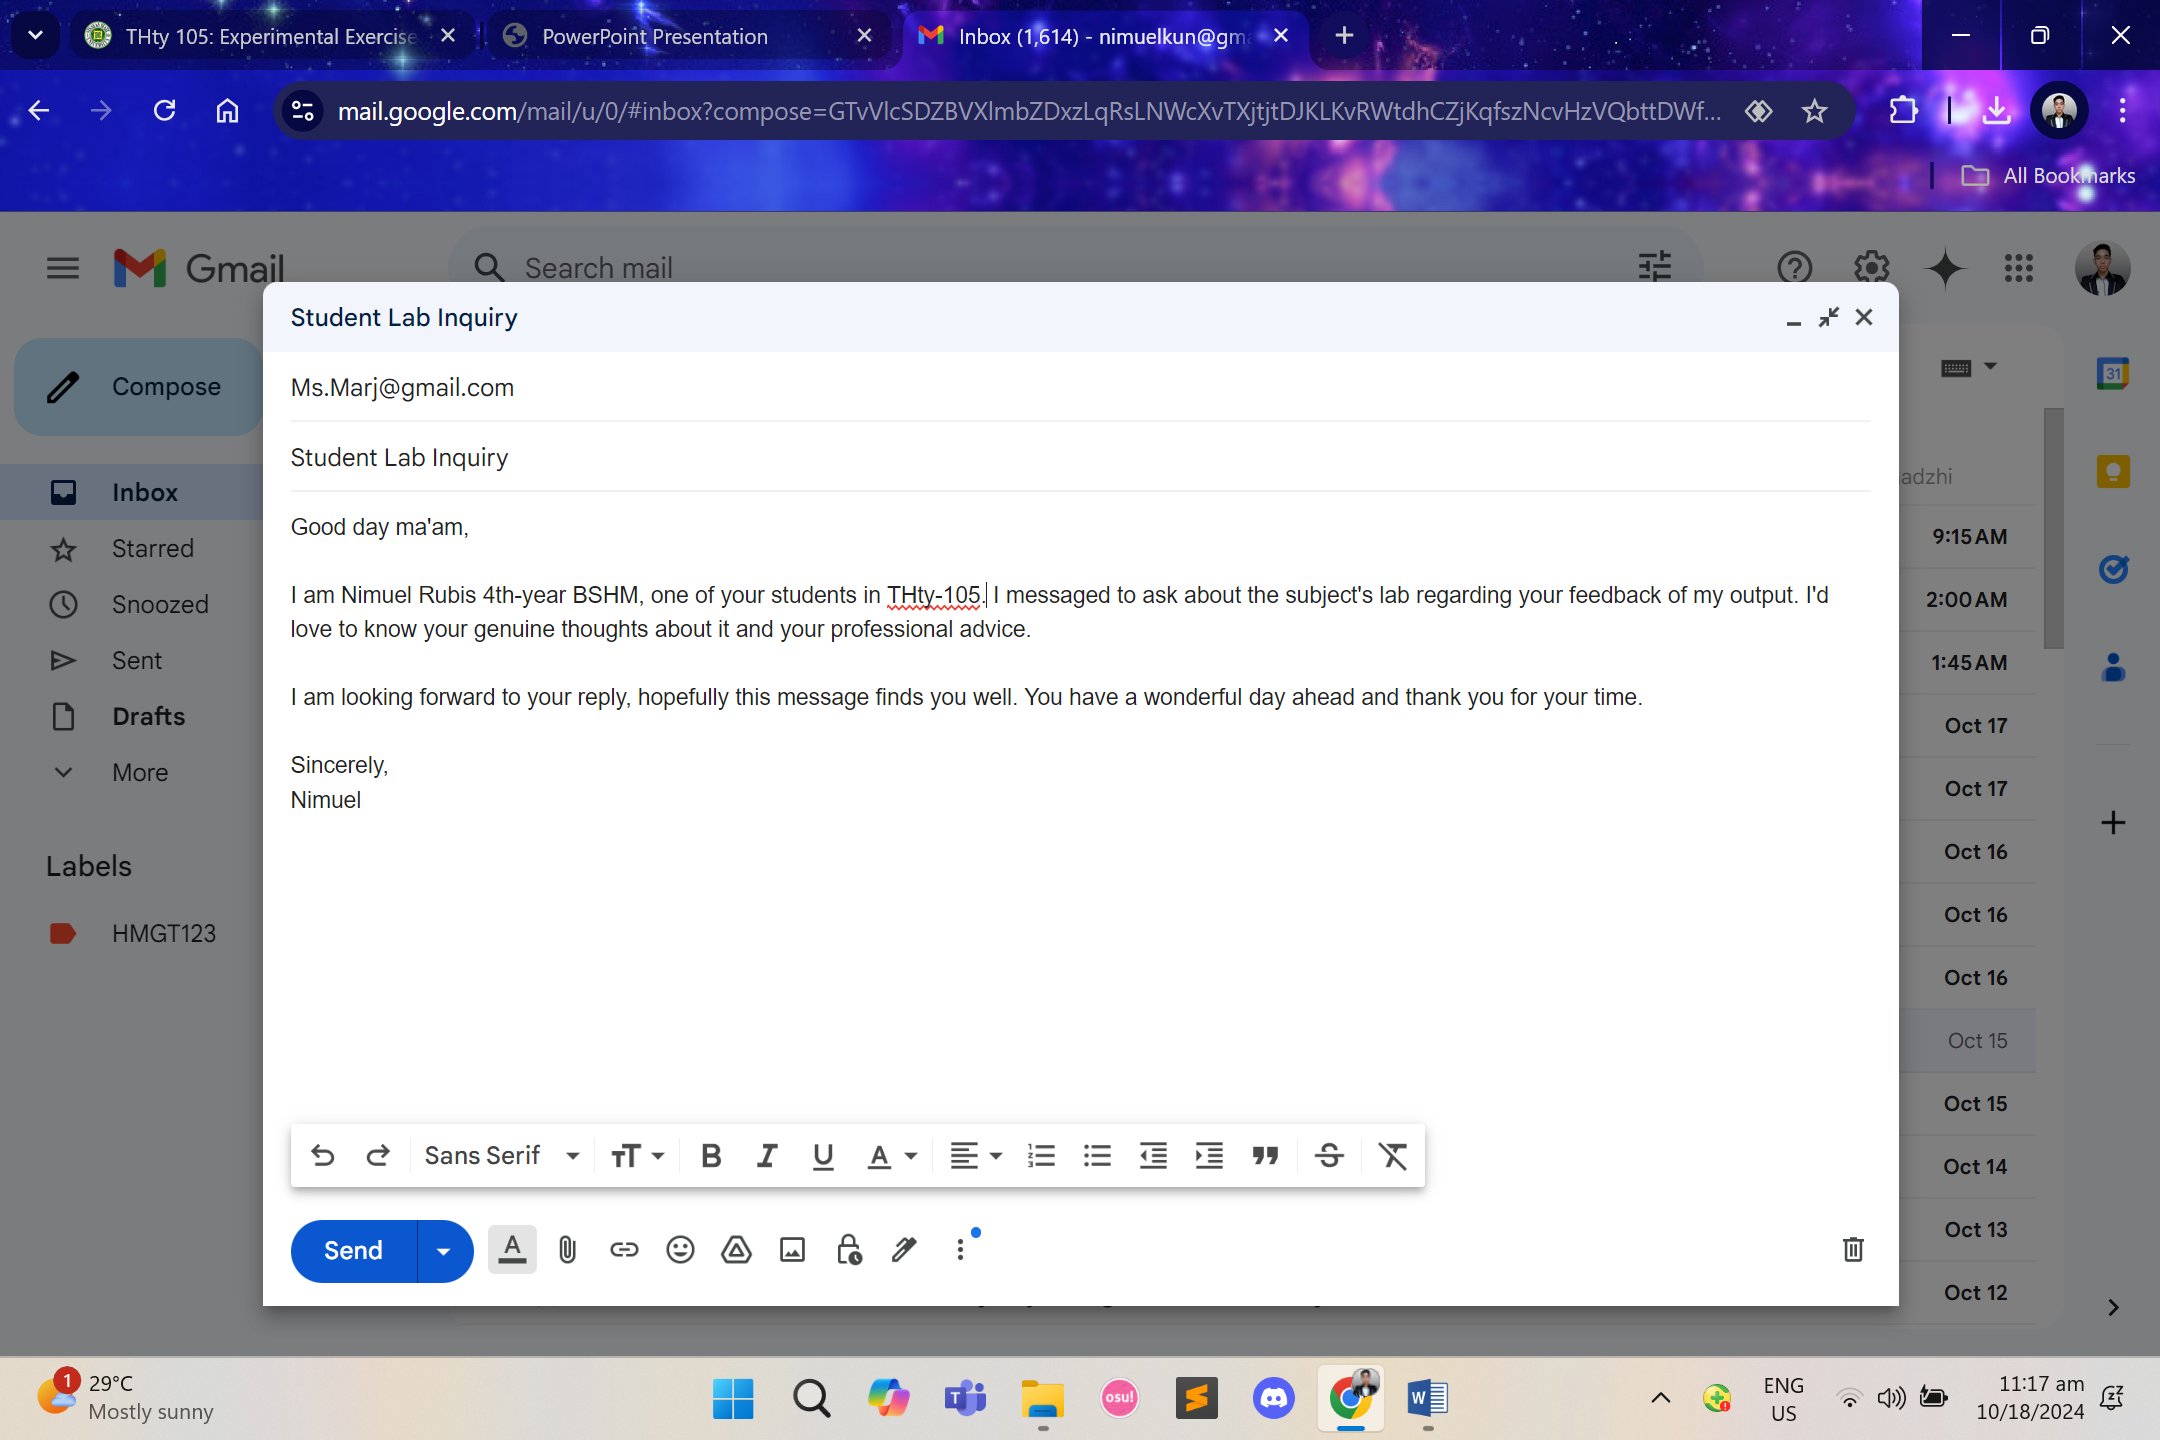 THty 105: Experimental Exercise
PowerPoint Presentation
Inbox (1,614) - nimuelkun@gm
mail.google.com/mail/u/0/#inbox?compose=GTvVlcSDZBVXlmbZDxzLqRsLNWcXvTXjtjtDJKLKvRWtdhCZjKqfszNcvHzVQbttDWf...
All Bookmarks
Gmail
Search mail
Student Lab Inquiry
Compose
Ms.Marj@gmail.com
31
Student Lab Inquiry
Inbox
adzhi
Good day ma'am,
9:15 AM
Starred
I am Nimuel Rubis 4th-year BSHM, one of your students in THty-105. I messaged to ask about the subject's lab regarding your feedback of my output. I'd
love to know your genuine thoughts about it and your professional advice.
2:00 AM
Snoozed
1:45 AM
Sent
I am looking forward to your reply, hopefully this message finds you well. You have a wonderful day ahead and thank you for your time.
Drafts
Oct 17
Sincerely,
Nimuel
More
Oct 17
Labels
Oct 16
HMGT123
Oct 16
Oct 16
Oct 15
Oct 15
Sans Serif
Oct 14
Send
Oct 13
Oct 12
1
29°C
Mostly sunny
osu!
ENG
US
11:17 am
10/18/2024